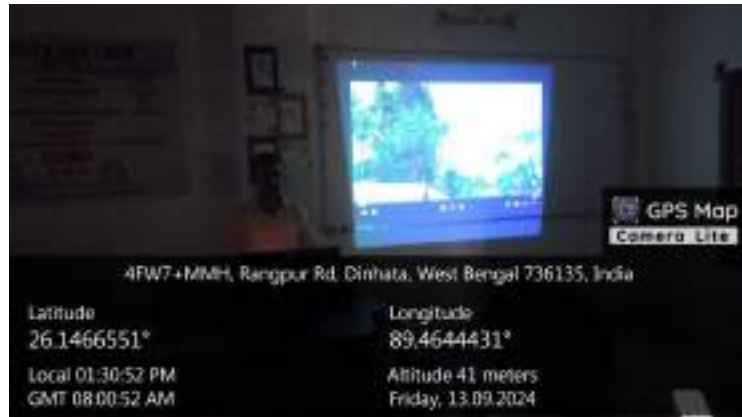 GPS Map
Camera Lite
4FW7+MMH, Rangpur Rd, Dinhata, West Bengal 736135, India
Latitude
26.1466551°
Longitude
89.4644431°
Local 01:30:52 PM
GMT 08:00:52 AM
Altitude 41 meters
Friday, 13.09.2024